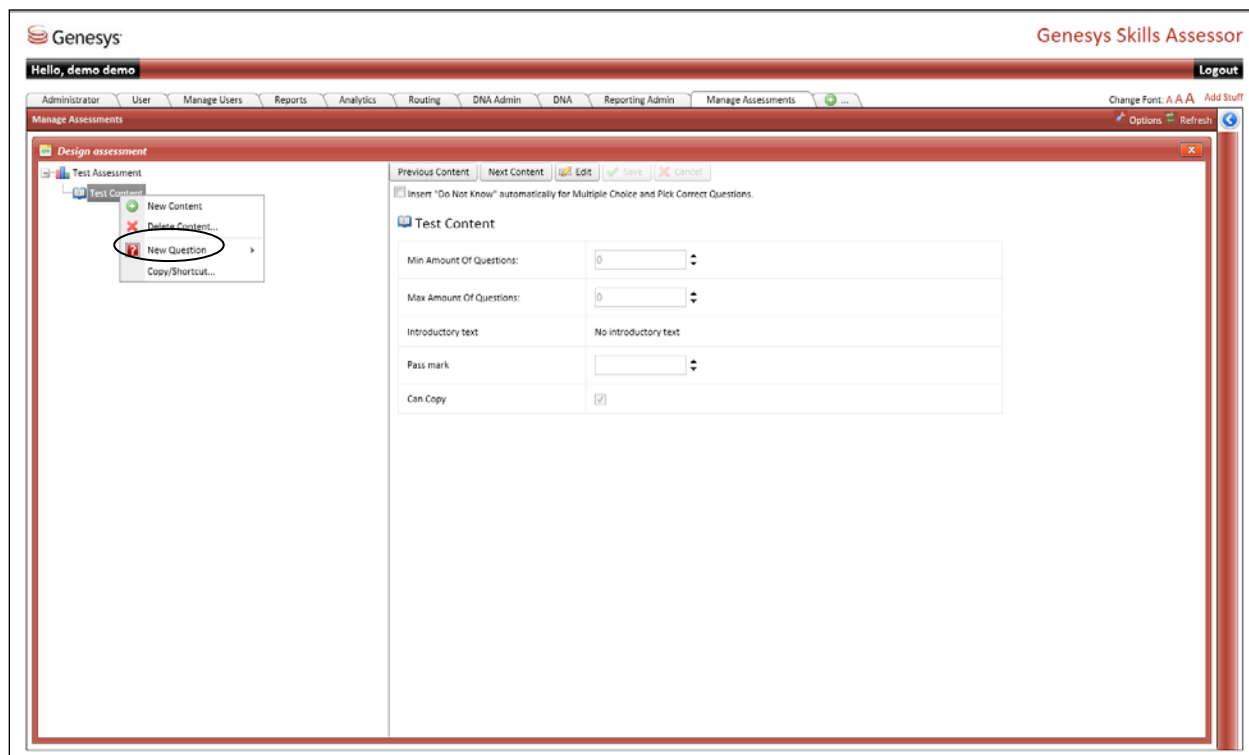 Genesys
Genesys Skills Assessor
Hello, demo demo
Logout
Administrator User Manage Users Reports Analytics Routing DNA Admin DNA Reporting Admin Manage Assessments ...
Change Font: A A A Add Stuff
Manage Assessments
Options Refresh
Design assessment
x
Test Assessment
Test Content
New Content
Delete Content...
New Question
Copy/Shortcut...
Previous Content Next Content Edit Save Cancel
Insert "Do Not Know" automatically for Multiple Choice and Pick Correct Questions.
Test Content
Min Amount Of Questions: 0
Max Amount Of Questions: 0
Introductory text No introductory text
Pass mark
Can Copy